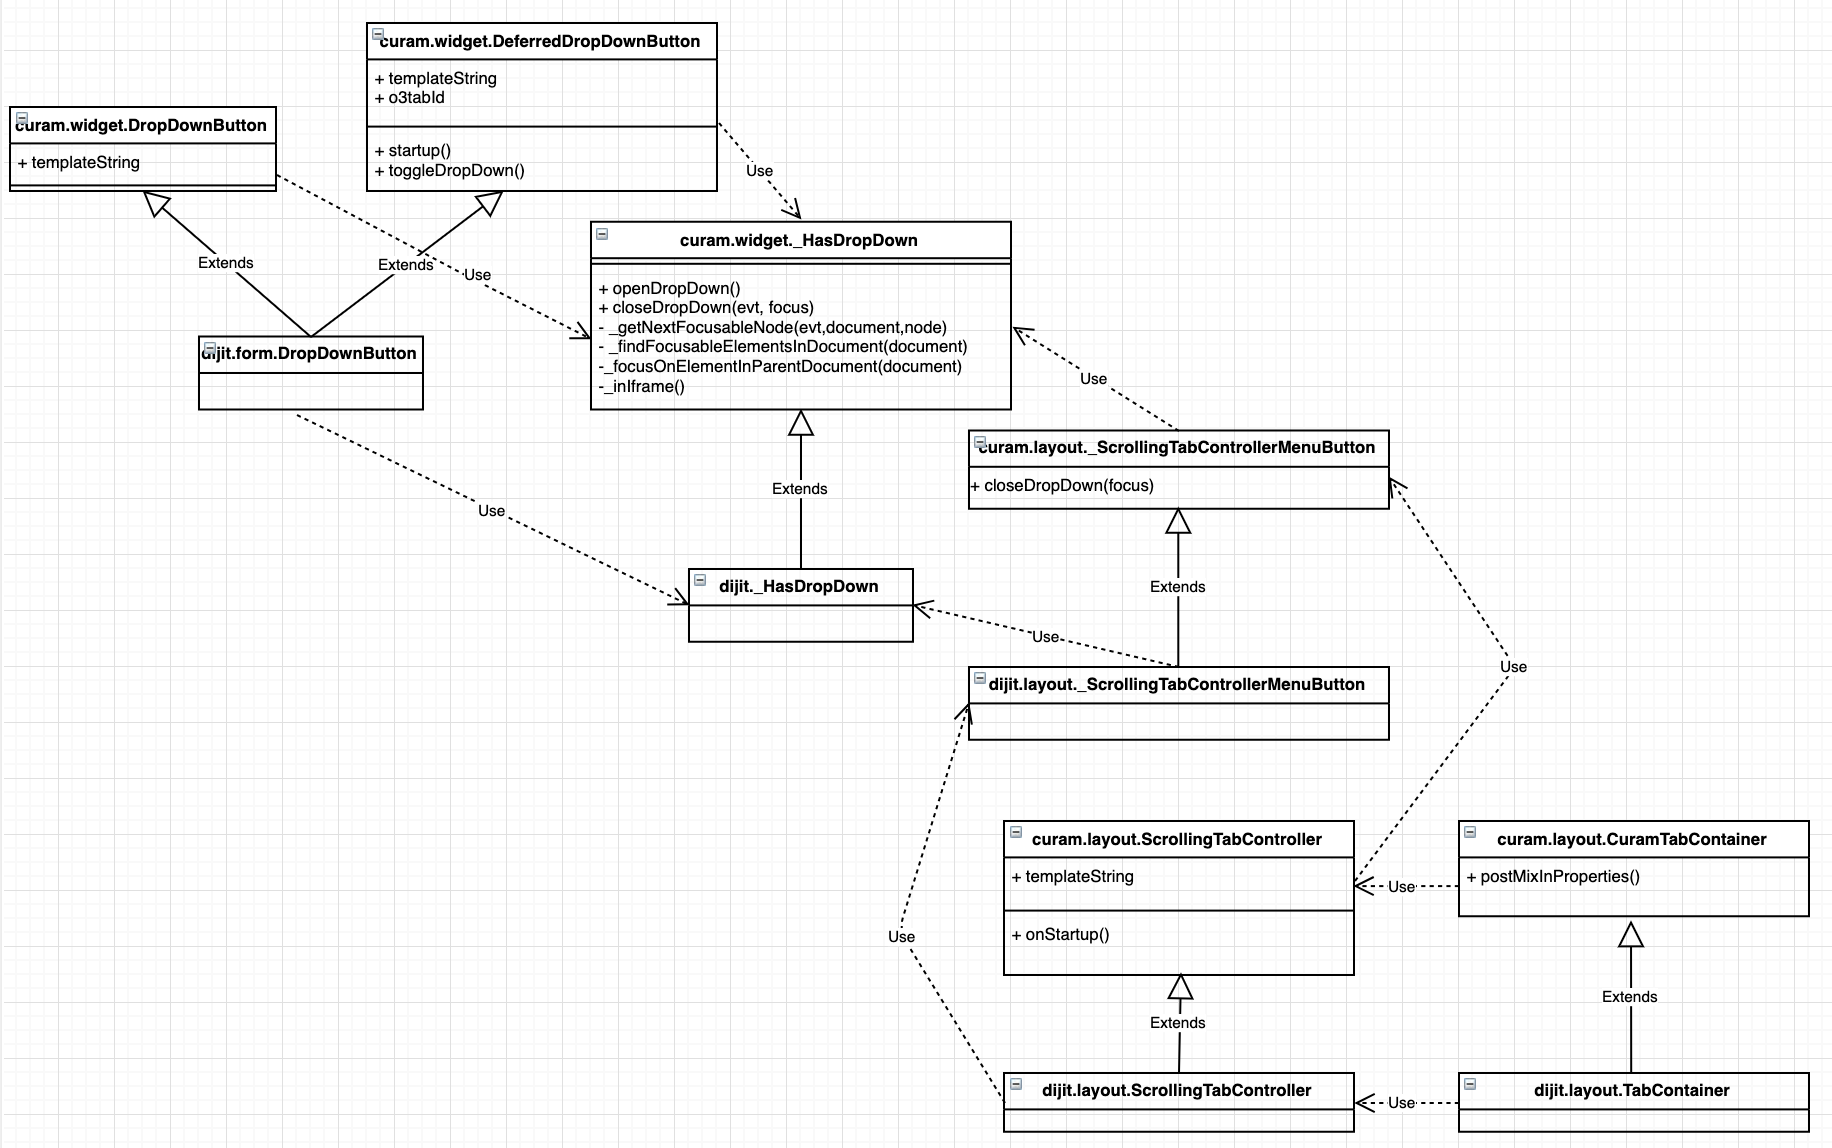 curam.widget.DeferredDropDownButton
+ templateString
+ o3tabId
+ startup()
+ toggleDropDown()
curam.widget.DropDownButton
+ templateString
Use
Extends
Extends
Use
curam.widget._HasDropDown
+ openDropDown()
+ closeDropDown(evt, focus)
- _getNextFocusableNode(evt,document,node)
- _findFocusableElementsInDocument(document)
-_focusOnElementInParentDocument(document)
-_inIframe()
dijit.form.DropDownButton
Use
curam.layout._ScrollingTabControllerMenuButton
+ closeDropDown(focus)
Extends
Use
dijit._HasDropDown
Extends
Use
dijit.layout._ScrollingTabControllerMenuButton
Use
curam.layout.ScrollingTabController
+ templateString
+ onStartup()
Use
curam.layout.CuramTabContainer
+ postMixInProperties()
Use
Extends
Extends
dijit.layout.ScrollingTabController
Use
dijit.layout.TabContainer